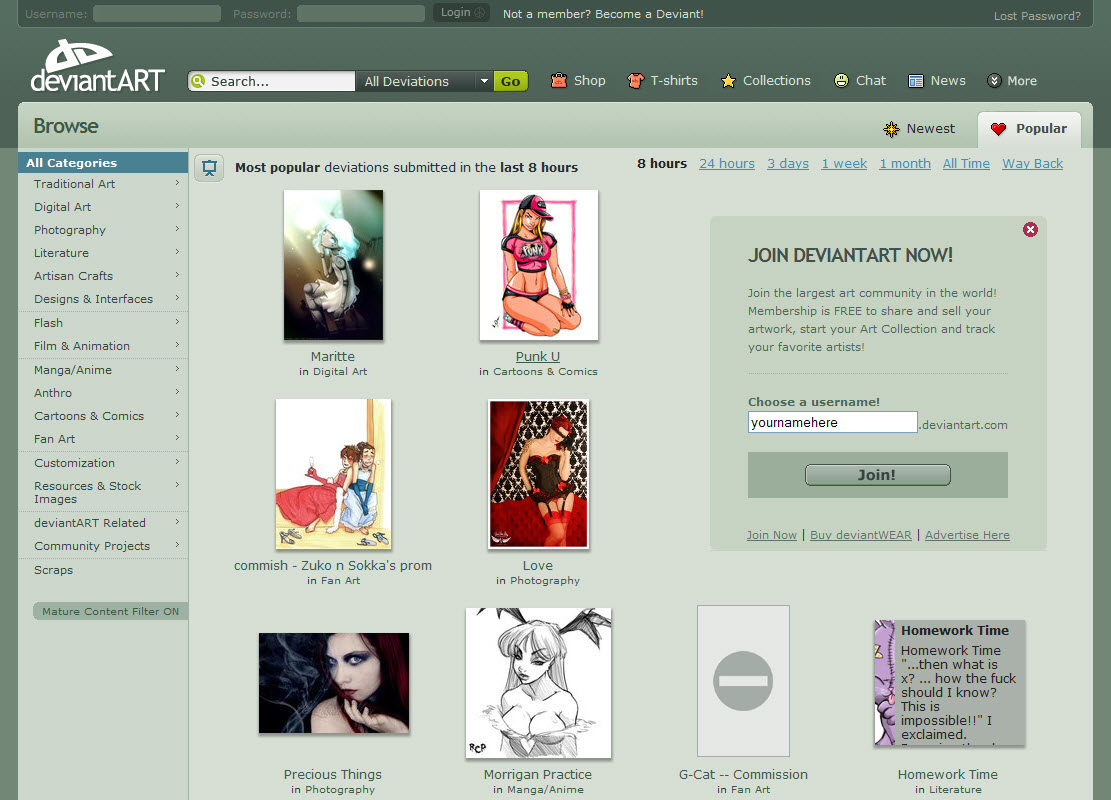 Username:
Password:
Login
Not a member? Become a Deviant!
Lost Password?
deviantART
Search...
All Deviations
Go
Shop
T-shirts
Collections
Chat
News
More
Browse
Newest
Popular
All Categories
Traditional Art
Digital Art
Photography
Literature
Artisan Crafts
Designs & Interfaces
Flash
Film & Animation
Manga/Anime
Anthro
Cartoons & Comics
Fan Art
Customization
Resources & Stock
Images
deviantART Related
Community Projects
Scraps
Mature Content Filter ON
Most popular deviations submitted in the last 8 hours
8 hours
24 hours
3 days
1 week
1 month
All Time
Way Back
Maritte
in Digital Art
PUNK
Punk U
in Cartoons & Comics
JOIN DEVIANTART NOW!
Join the largest art community in the world!
Membership is FREE to share and sell your
artwork, start your Art Collection and track
your favorite artists!
Choose a username!
yournamehere
.deviantart.com
Join!
Join Now | Buy deviantWEAR | Advertise Here
commish - Zuko n Sokka's prom
in Fan Art
Love
in Photography
Precious Things
in Photography
RCP
Morrigan Practice
in Manga/Anime
G-Cat -- Commission
in Fan Art
Homework Time
Homework Time
"...then what is
x? ... how the fuck
should I know?
This is
impossible!!" I
exclaimed.
Homework Time
in Literature